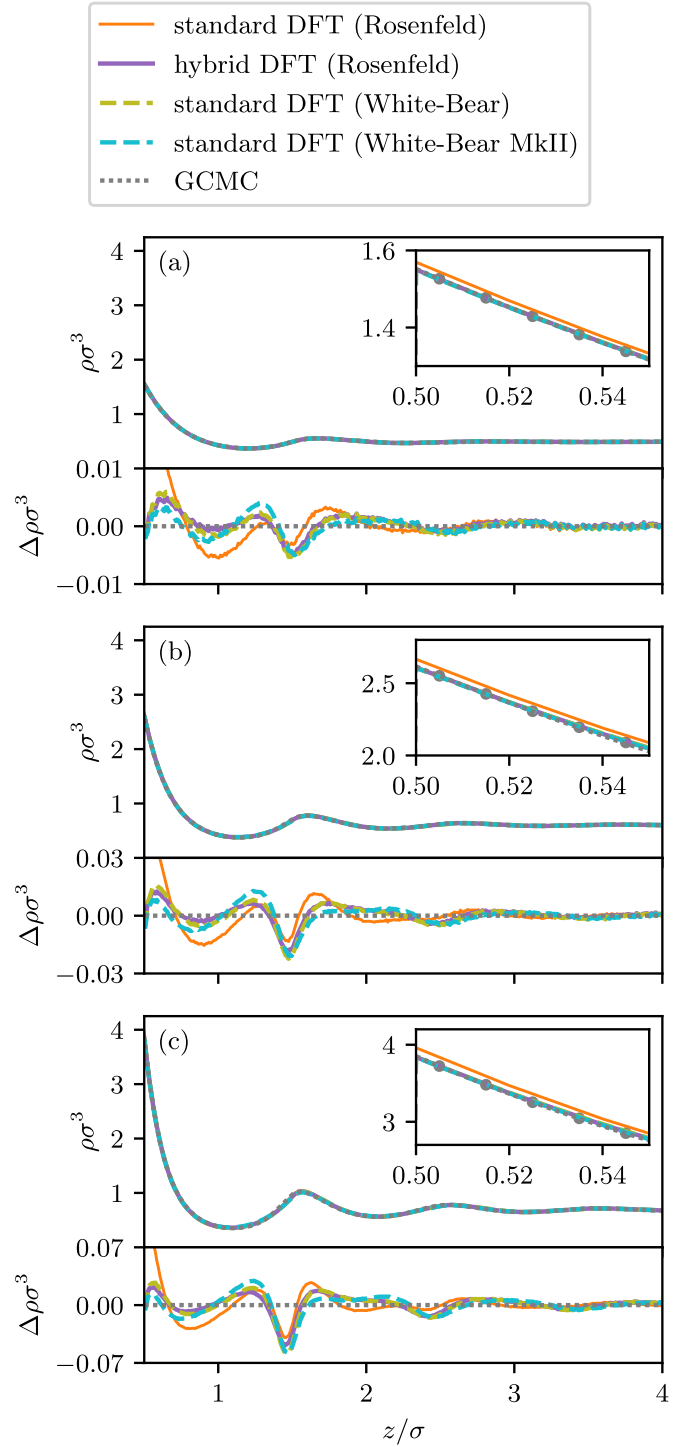 standard DFT (Rosenfeld)
hybrid DFT (Rosenfeld)
standard DFT (White-Bear)
standard DFT (White-Bear MkII)
GCMC
(a)
4
3
2
1
ρσ³
1.6
1.4
0.50 0.52 0.54
0.01
0.00
−0.01
Δρσ³
(b)
4
3
2
1
ρσ³
2.5
2.0
0.50 0.52 0.54
0.03
0.00
−0.03
Δρσ³
(c)
4
3
2
1
ρσ³
4
3
0.50 0.52 0.54
0.07
0.00
−0.07
Δρσ³
1 2 3 4
z/σ